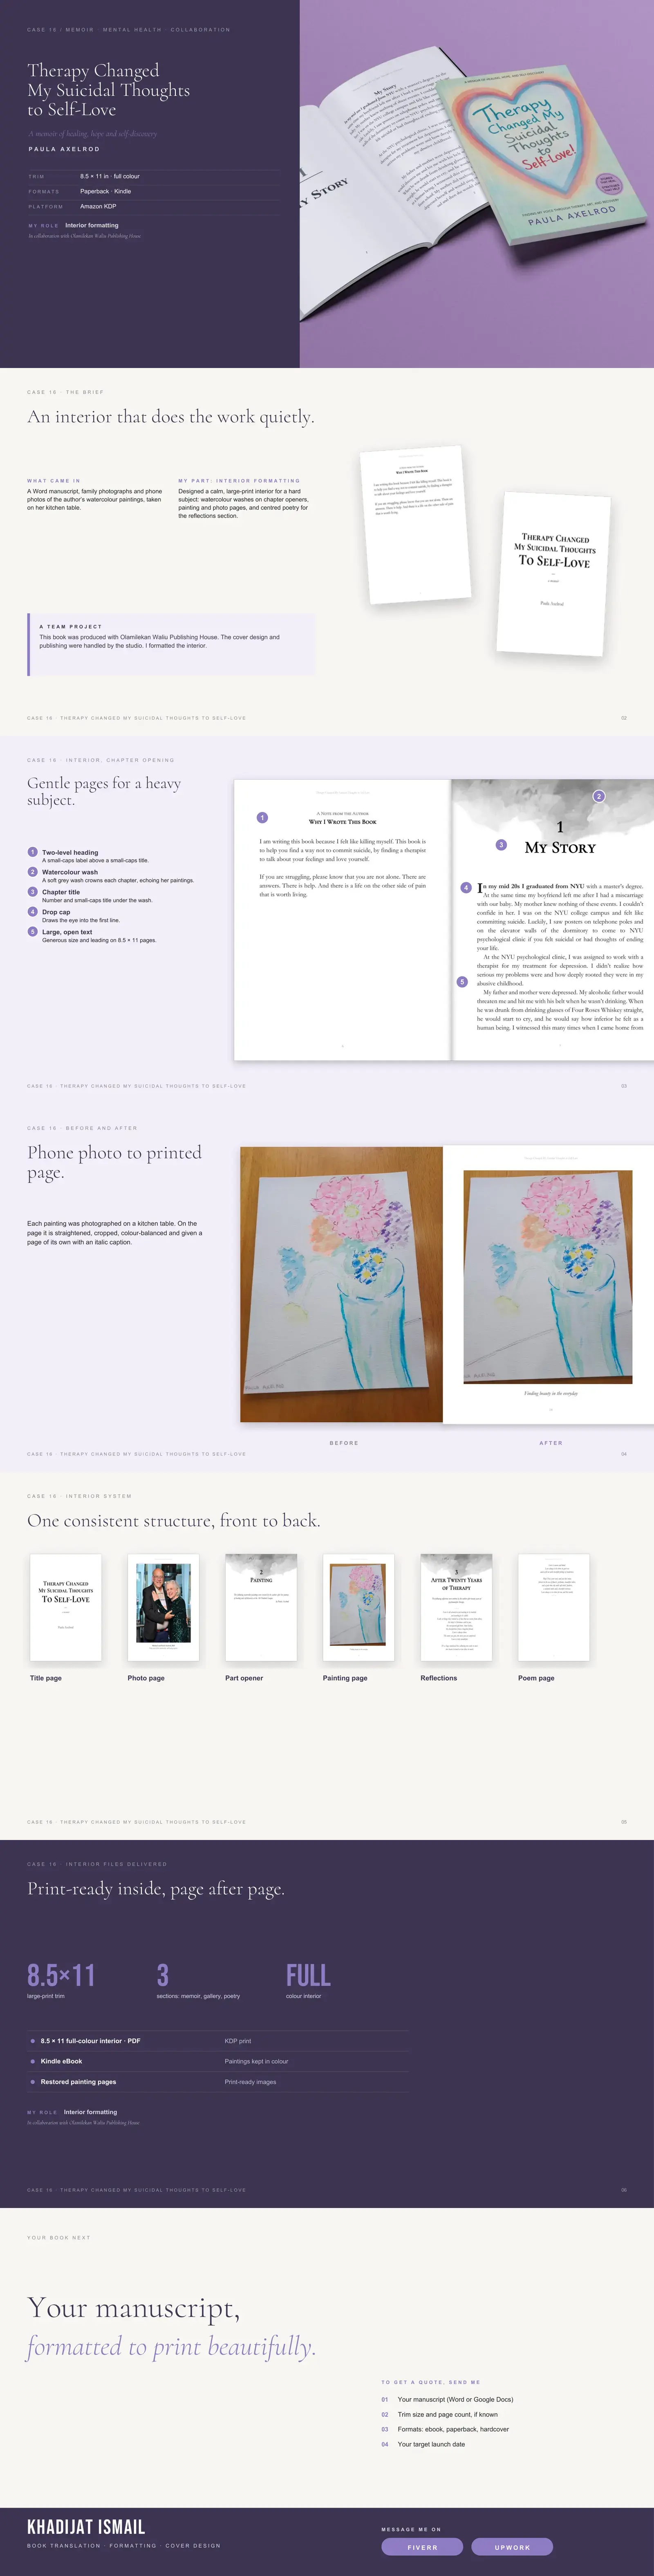 CASE 16 / MEMOIR · MENTAL HEALTH · COLLABORATION
Therapy Changed
My Suicidal Thoughts
to Self-Love
A memoir of healing, hope and self-discovery
PAULA AXELROD
TRIM 8.5 × 11 in · full colour
FORMATS Paperback · Kindle
PLATFORM Amazon KDP
MY ROLE Interior formatting
In collaboration with Olamilekan Waliu Publishing House
My Story
Y STORY
Therapy
Changed My
Suicidal
Thoughts
to
Self-Love!
PAULA AXELROD
CASE 16 · THE BRIEF
An interior that does the work quietly.
WHAT CAME IN
A Word manuscript, family photographs and phone
photos of the author's watercolour paintings, taken
on her kitchen table.
MY PART: INTERIOR FORMATTING
Designed a calm, large-print interior for a hard
subject: watercolour washes on chapter openers,
painting and photo pages, and centred poetry for
the reflections section.
WHY I WROTE THIS BOOK
THERAPY CHANGED
MY SUICIDAL THOUGHTS
TO SELF-LOVE
Paula Axelrod
A TEAM PROJECT
This book was produced with Olamilekan Waliu Publishing House. The cover design and
publishing were handled by the studio. I formatted the interior.
CASE 16 · THERAPY CHANGED MY SUICIDAL THOUGHTS TO SELF-LOVE
02
CASE 16 · INTERIOR, CHAPTER OPENING
Gentle pages for a heavy
subject.
1 Two-level heading
A small-caps label above a small-caps title.
2 Watercolour wash
A soft grey wash crowns each chapter, echoing her paintings.
3 Chapter title
Number and small-caps title under the wash.
4 Drop cap
Draws the eye into the first line.
5 Large, open text
Generous size and leading on 8.5 × 11 pages.
1
A NOTE FROM THE AUTHOR
WHY I WROTE THIS BOOK
I am writing this book because I felt like killing myself. This book is
to help you find a way not to commit suicide, by finding a therapist
to talk about your feelings and love yourself.
If you are struggling, please know that you are not alone. There are
answers. There is help. And there is a life on the other side of pain
that is worth living.
2
1
3
MY STORY
4
In my mid 20s I graduated from NYU with a master's degree.
At the same time my boyfriend left me after I had a miscarriage
with our baby. My mother knew nothing of these events. I couldn't
confide in her. I was on the NYU college campus and felt like
committing suicide. Luckily, I saw posters on telephone poles and
on the elevator walls of the dormitory to come to NYU
psychological clinic if you felt suicidal or had thoughts of ending
your life.
At the NYU psychological clinic, I was assigned to work with a
therapist for my treatment for depression. I didn't realize how
serious my problems were and how deeply rooted they were in my
abusive childhood.
5
My father and mother were depressed. My alcoholic father would
threaten me and hit me with his belt when he wasn't drinking. When
he was drunk from drinking glasses of Four Roses Whiskey straight,
he would start to cry, and he would say how inferior he felt as a
human being. I witnessed this many times when I came home from
CASE 16 · THERAPY CHANGED MY SUICIDAL THOUGHTS TO SELF-LOVE
03
CASE 16 · BEFORE AND AFTER
Phone photo to printed
page.
Each painting was photographed on a kitchen table. On the
page it is straightened, cropped, colour-balanced and given a
page of its own with an italic caption.
Finding beauty in the everyday.
BEFORE
AFTER
CASE 16 · THERAPY CHANGED MY SUICIDAL THOUGHTS TO SELF-LOVE
04
CASE 16 · INTERIOR SYSTEM
One consistent structure, front to back.
THERAPY CHANGED
MY SUICIDAL THOUGHTS
TO SELF-LOVE
2
PAINTING
3
AFTER TWENTY YEARS
OF THERAPY
Title page
Photo page
Part opener
Painting page
Reflections
Poem page
CASE 16 · THERAPY CHANGED MY SUICIDAL THOUGHTS TO SELF-LOVE
05
CASE 16 · INTERIOR FILES DELIVERED
Print-ready inside, page after page.
8.5×11
large-print trim
3
sections: memoir, gallery, poetry
FULL
colour interior
8.5 × 11 full-colour interior · PDF KDP print
Kindle eBook Paintings kept in colour
Restored painting pages Print-ready images
MY ROLE Interior formatting
In collaboration with Olamilekan Waliu Publishing House
CASE 16 · THERAPY CHANGED MY SUICIDAL THOUGHTS TO SELF-LOVE
06
YOUR BOOK NEXT
Your manuscript,
formatted to print beautifully.
TO GET A QUOTE, SEND ME
01 Your manuscript (Word or Google Docs)
02 Trim size and page count, if known
03 Formats: ebook, paperback, hardcover
04 Your target launch date
KHADIJAT ISMAIL
BOOK TRANSLATION · FORMATTING · COVER DESIGN
MESSAGE ME ON
FIVERR
UPWORK